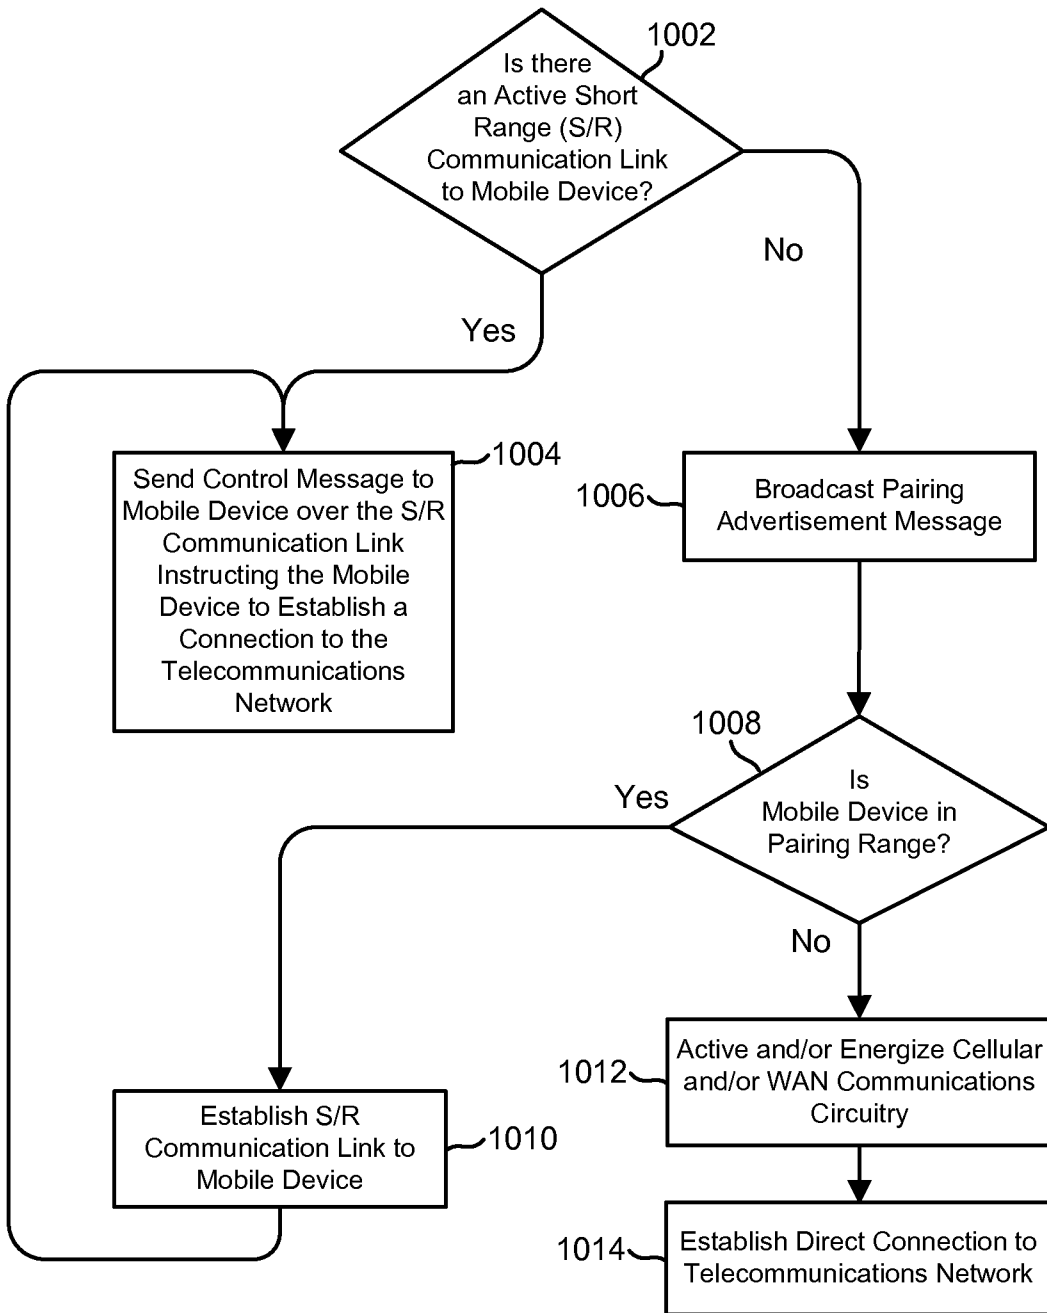 1002
Is there
an Active Short
Range (S/R)
Communication Link
to Mobile Device?
No
Yes
1004
Send Control Message to
Mobile Device over the S/R
Communication Link
Instructing the Mobile
Device to Establish a
Connection to the
Telecommunications
Network
1006
Broadcast Pairing
Advertisement Message
1008
Is
Mobile Device in
Pairing Range?
Yes
No
1012
Active and/or Energize Cellular
and/or WAN Communications
Circuitry
Establish S/R
Communication Link to
Mobile Device
1010
1014
Establish Direct Connection to
Telecommunications Network